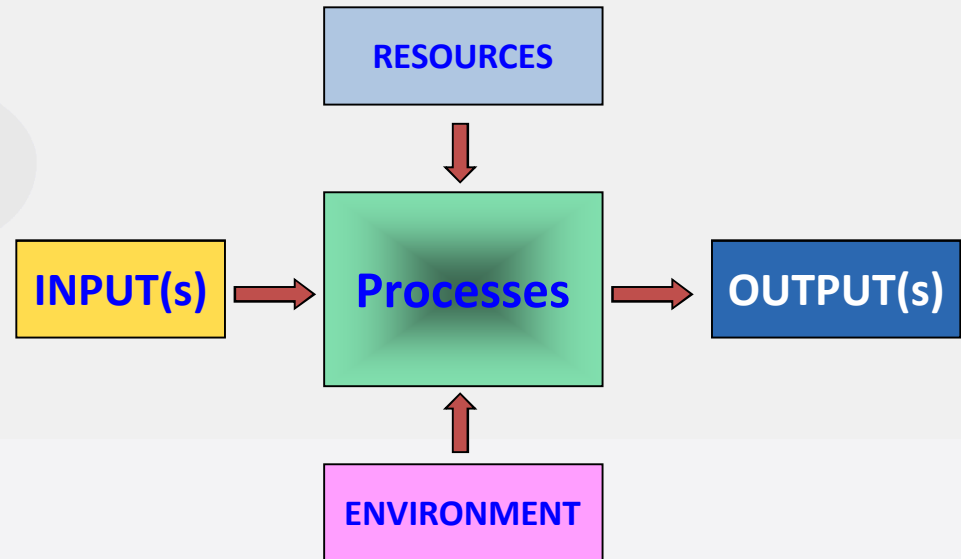 RESOURCES
INPUT(s)
Processes
OUTPUT(s)
ENVIRONMENT